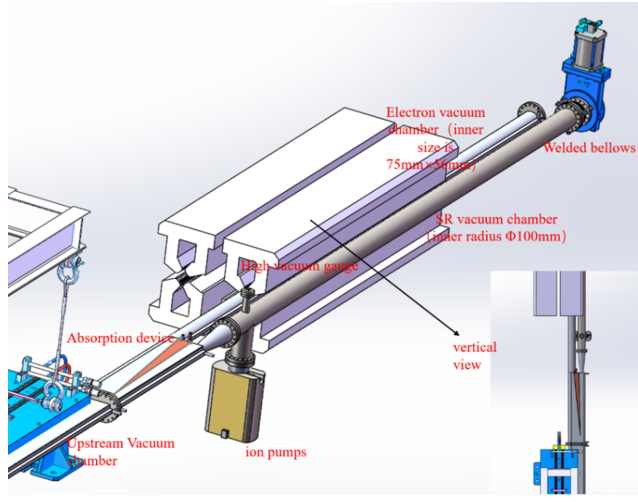 Electron vacuum
chamber（inner
size is
75mm×56mm）
Welded bellows
SR vacuum chamber
（inner radius Φ100mm）
High vacuum gauge
Absorption device
vertical
view
Upstream Vacuum
chamber
ion pumps